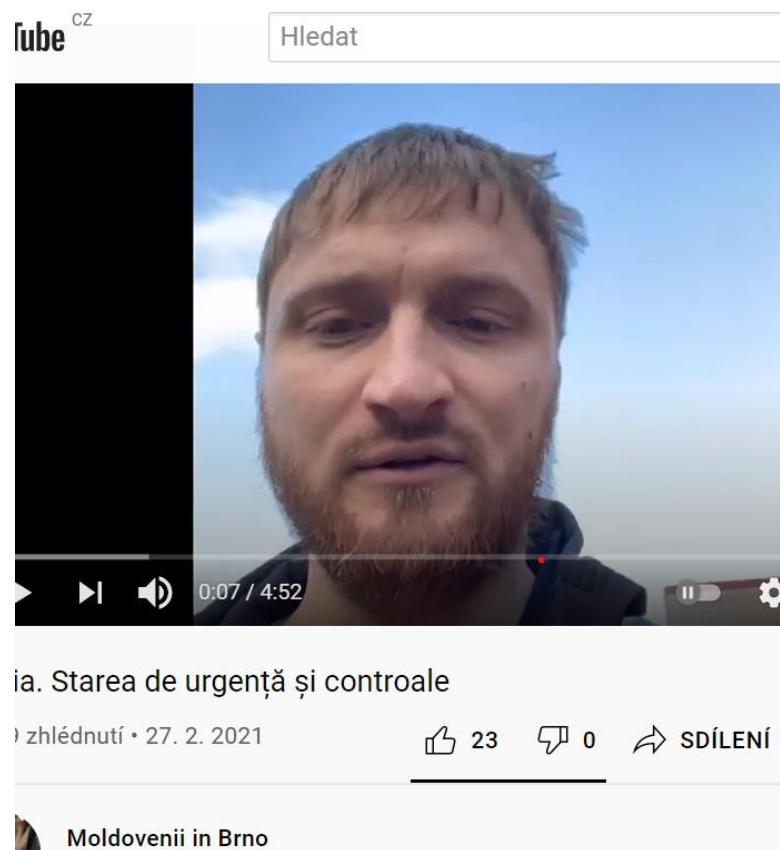 Tube CZ
Hledat
0:07 / 4:52
ia. Starea de urgență și controale
9 zhlédnutí • 27. 2. 2021 23 0 SDÍLENÍ
Moldovenii in Brno